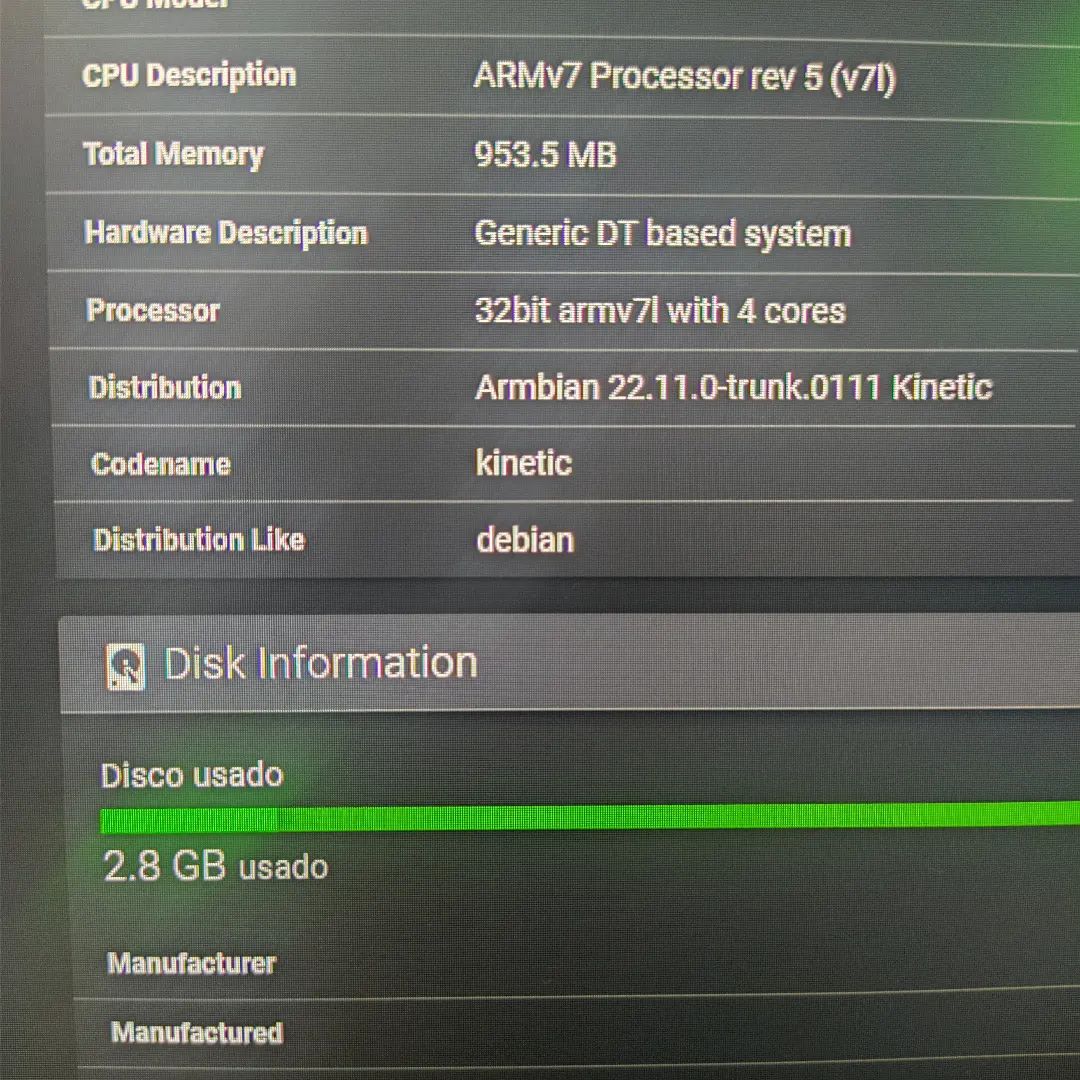 CPU Model
CPU Description ARMv7 Processor rev 5 (v7l)
Total Memory 953.5 MB
Hardware Description Generic DT based system
Processor 32bit armv7l with 4 cores
Distribution Armbian 22.11.0-trunk.0111 Kinetic
Codename kinetic
Distribution Like debian
Disk Information
Disco usado
2.8 GB usado
Manufacturer
Manufactured